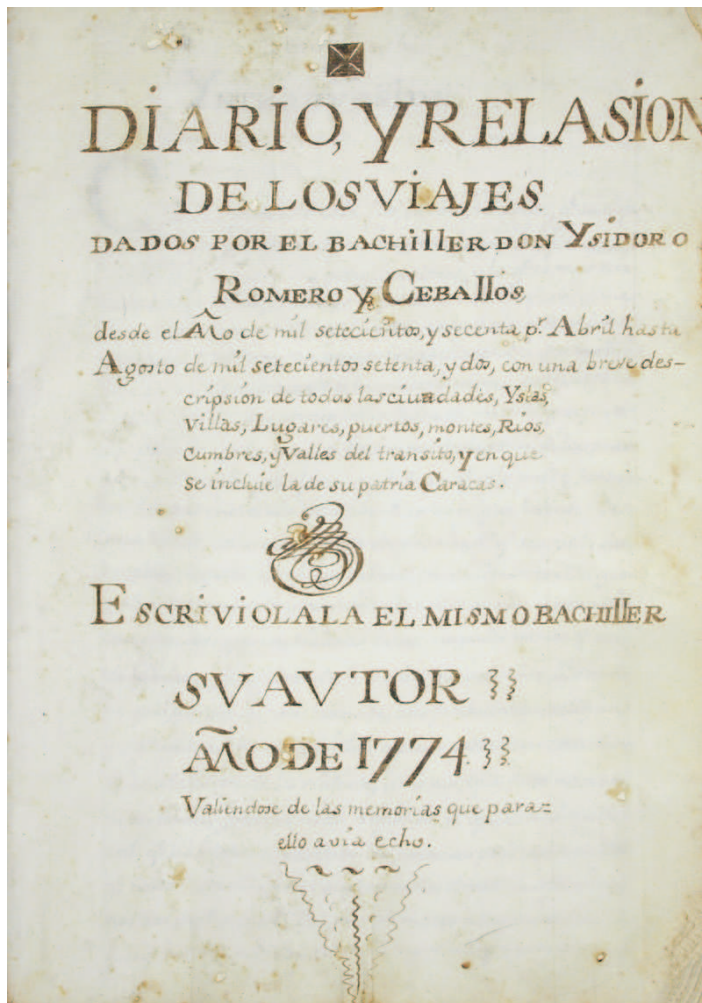 DIARIO, Y RELASION
DE LOS VIAJES
DADOS POR EL BACHILLER DON YSIDORO
ROMERO Y CEBALLOS,
desde el Año de mil setecientos, y secenta pr. Abril hasta
Agosto de mil setecientos setenta, y dos, con una breve des-
cripsión de todas las ciudades, Yslas,
villas, Lugares, puertos, montes, Rios,
Cumbres, y Valles del transito, y en que
se incluie la de su patria Caracas.
ESCRIVIOLALA EL MISMO BACHILLER
SU AUTOR
AÑO DE 1774
Valiendose de las memorias que para=
ello avia echo.